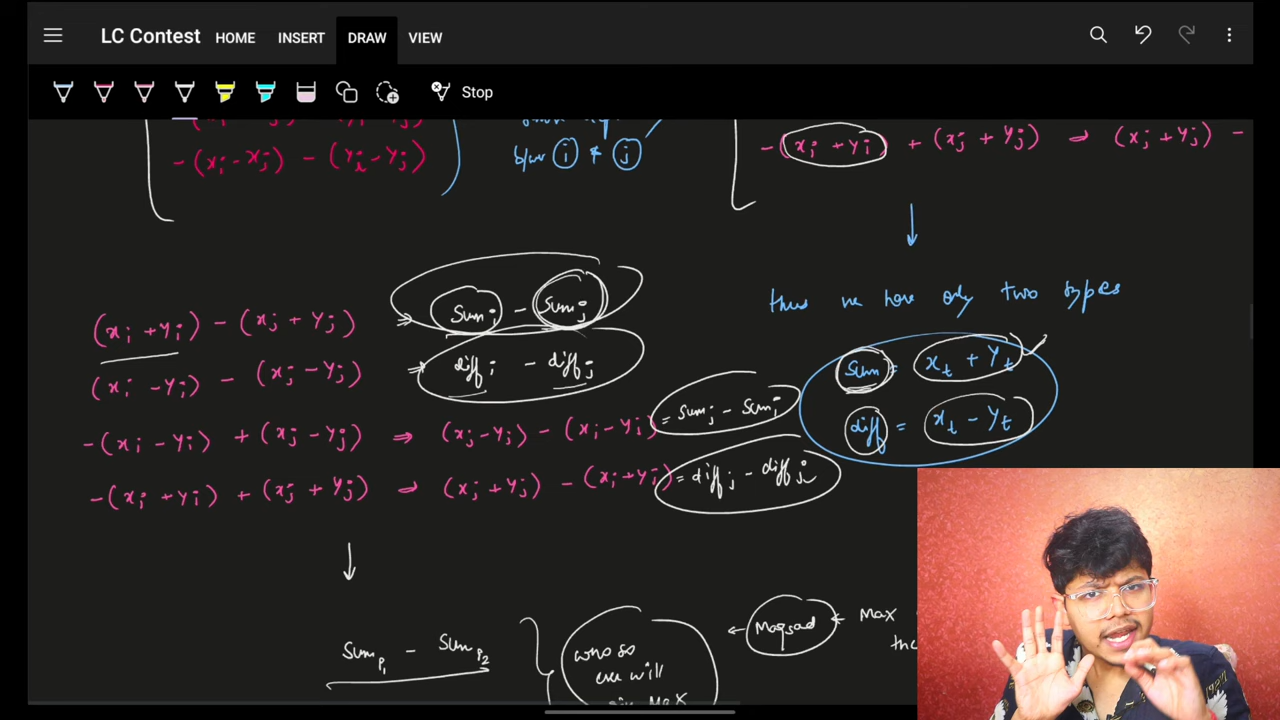 LC Contest HOME INSERT DRAW VIEW
Stop
-(xi - xj) - (Yi - Yj)
b/w i & j
-(xi + Yi) + (xj + Yj) → (xj + Yj) -
thus we have only two types
(xi + Yi) - (xj + Yj) ⇒ Sumi - Sumj
(xi - Yi) - (xj - Yj) ⇒ diffi - diffj
-(xi - Yi) + (xj - Yj) ⇒ (xj - Yj) - (xi - Yi) = Sumj - Sumi
-(xi + Yi) + (xj + Yj) → (xj + Yj) - (xi + Yi) = diffj - diffi
Sum = xt + Yt
diff = xt - Yt
SumP1 - SumP2
who so
ever will
give MAX
← Maqsad ← MAX
the